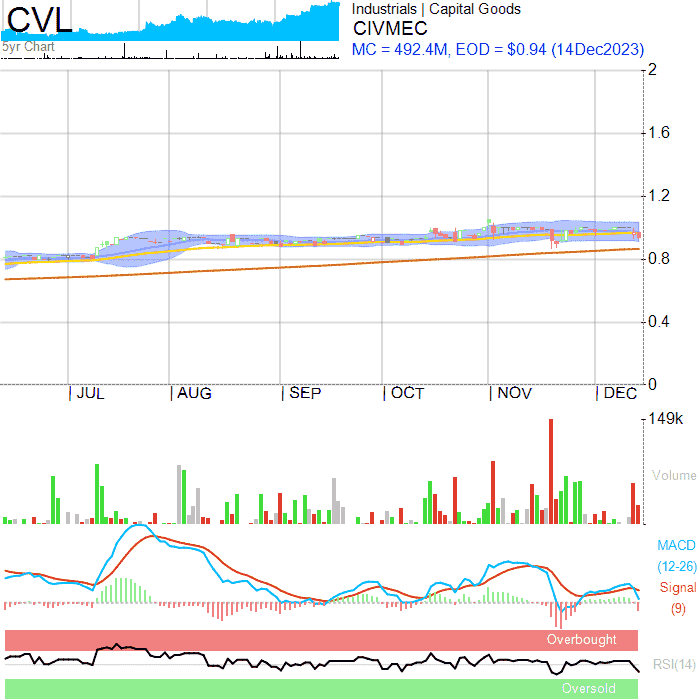 CVL
5yr Chart
Industrials | Capital Goods
CIVMEC
MC = 492.4M, EOD = $0.94 (14Dec2023)
2
1.6
1.2
0.8
0.4
0
JUL AUG SEP OCT NOV DEC
149k
Volume
MACD
(12-26)
Signal
(9)
Overbought
RSI(14)
Oversold